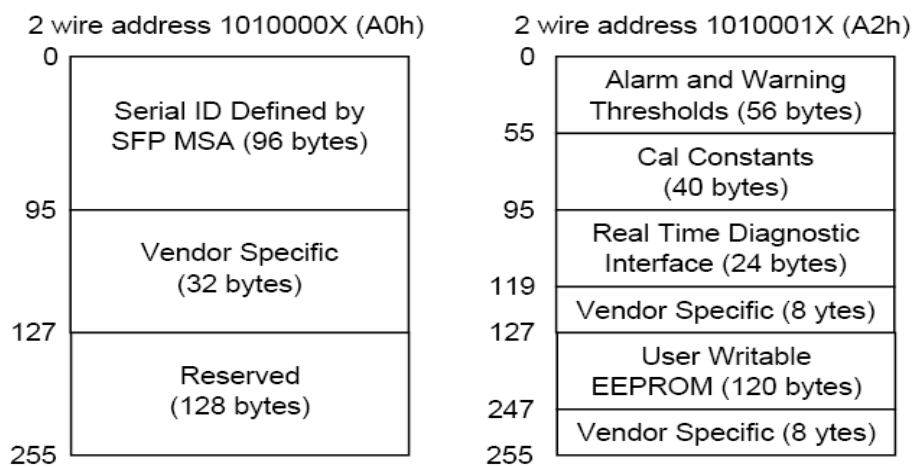 2 wire address 1010000X (A0h)
0
Serial ID Defined by
SFP MSA (96 bytes)
95
Vendor Specific
(32 bytes)
127
Reserved
(128 bytes)
255
2 wire address 1010001X (A2h)
0
Alarm and Warning
Thresholds (56 bytes)
55
Cal Constants
(40 bytes)
95
Real Time Diagnostic
Interface (24 bytes)
119
Vendor Specific (8 ytes)
127
User Writable
EEPROM (120 bytes)
247
Vendor Specific (8 ytes)
255